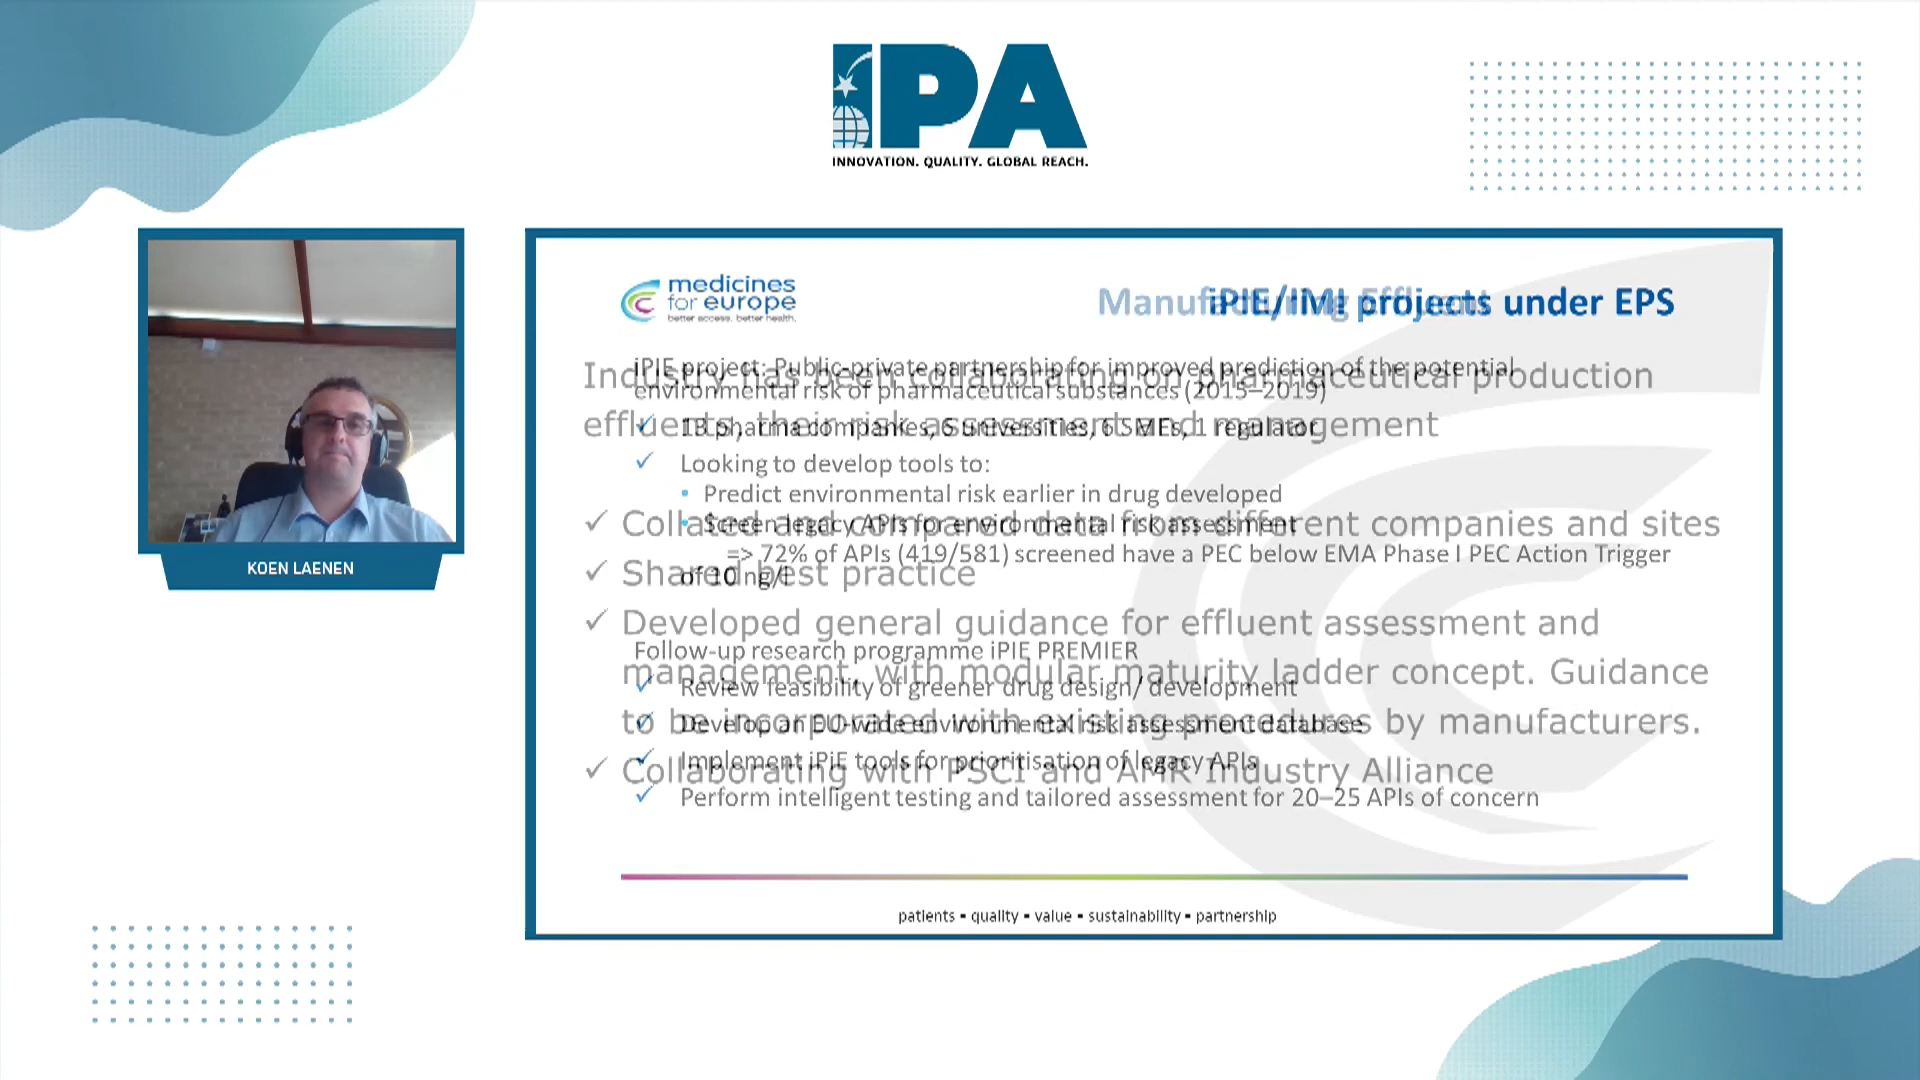 IPA
INNOVATION. QUALITY. GLOBAL REACH.
KOEN LAENEN
medicines
for europe
better access. better health.
Manufacturing Effluent
iPIE/IMI projects under EPS
iPIE project: Public-private partnership for improved prediction of the potential
environmental risk of pharmaceutical substances (2015–2019)
✓ 13 pharma companies, 6 universities, 6 SMEs, 1 regulator
✓ Looking to develop tools to:
• Predict environmental risk earlier in drug developed
• Screen legacy APIs for environmental risk assessment
=> 72% of APIs (419/581) screened have a PEC below EMA Phase I PEC Action Trigger
of 10 ng/l
Follow-up research programme iPIE PREMIER
✓ Review feasibility of greener drug design/ development
✓ Develop an EU-wide environmental risk assessment database
✓ Implement iPiE tools for prioritisation of legacy APIs
✓ Perform intelligent testing and tailored assessment for 20–25 APIs of concern
Industry has been collaborating on pharmaceutical production
effluents, their risk assessment and management
✓ Collated and compared data from different companies and sites
✓ Shared best practice
✓ Developed general guidance for effluent assessment and
management, with modular maturity ladder concept. Guidance
to be incorporated with existing procedures by manufacturers.
✓ Collaborating with PSCI and AMR Industry Alliance
patients ▪ quality ▪ value ▪ sustainability ▪ partnership